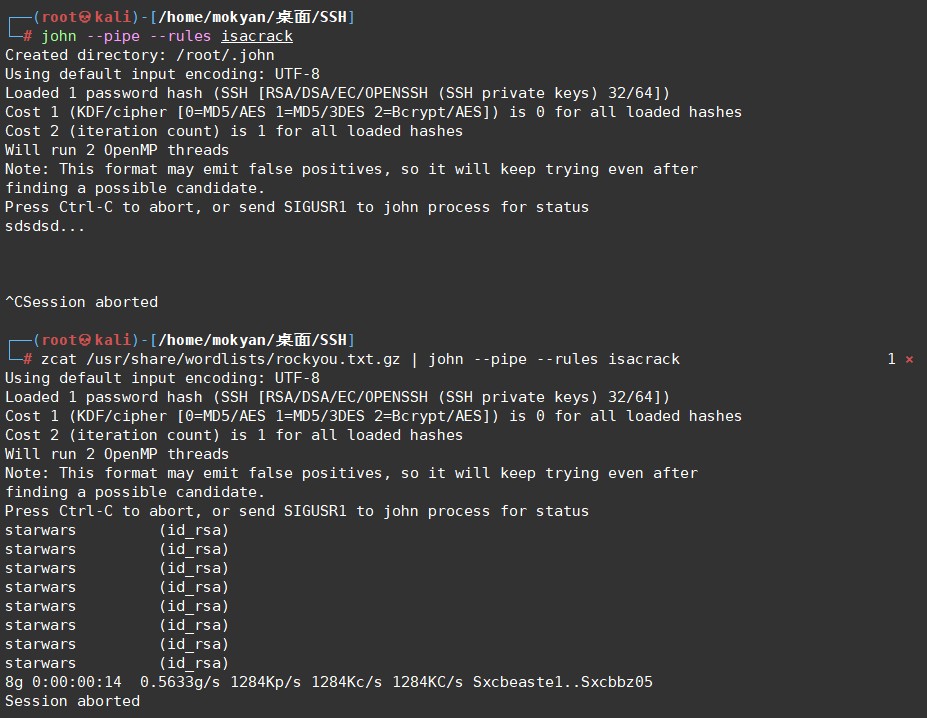 ┌──(root㉿kali)-[/home/mokyan/桌面/SSH]
└─# john --pipe --rules isacrack
Created directory: /root/.john
Using default input encoding: UTF-8
Loaded 1 password hash (SSH [RSA/DSA/EC/OPENSSH (SSH private keys) 32/64])
Cost 1 (KDF/cipher [0=MD5/AES 1=MD5/3DES 2=Bcrypt/AES]) is 0 for all loaded hashes
Cost 2 (iteration count) is 1 for all loaded hashes
Will run 2 OpenMP threads
Note: This format may emit false positives, so it will keep trying even after
finding a possible candidate.
Press Ctrl-C to abort, or send SIGUSR1 to john process for status
sdsdsd...
^CSession aborted
┌──(root㉿kali)-[/home/mokyan/桌面/SSH]
└─# zcat /usr/share/wordlists/rockyou.txt.gz | john --pipe --rules isacrack 1 ⨯
Using default input encoding: UTF-8
Loaded 1 password hash (SSH [RSA/DSA/EC/OPENSSH (SSH private keys) 32/64])
Cost 1 (KDF/cipher [0=MD5/AES 1=MD5/3DES 2=Bcrypt/AES]) is 0 for all loaded hashes
Cost 2 (iteration count) is 1 for all loaded hashes
Will run 2 OpenMP threads
Note: This format may emit false positives, so it will keep trying even after
finding a possible candidate.
Press Ctrl-C to abort, or send SIGUSR1 to john process for status
starwars (id_rsa)
starwars (id_rsa)
starwars (id_rsa)
starwars (id_rsa)
starwars (id_rsa)
starwars (id_rsa)
starwars (id_rsa)
starwars (id_rsa)
8g 0:00:00:14 0.5633g/s 1284Kp/s 1284Kc/s 1284KC/s Sxcbeaste1..Sxcbbz05
Session aborted